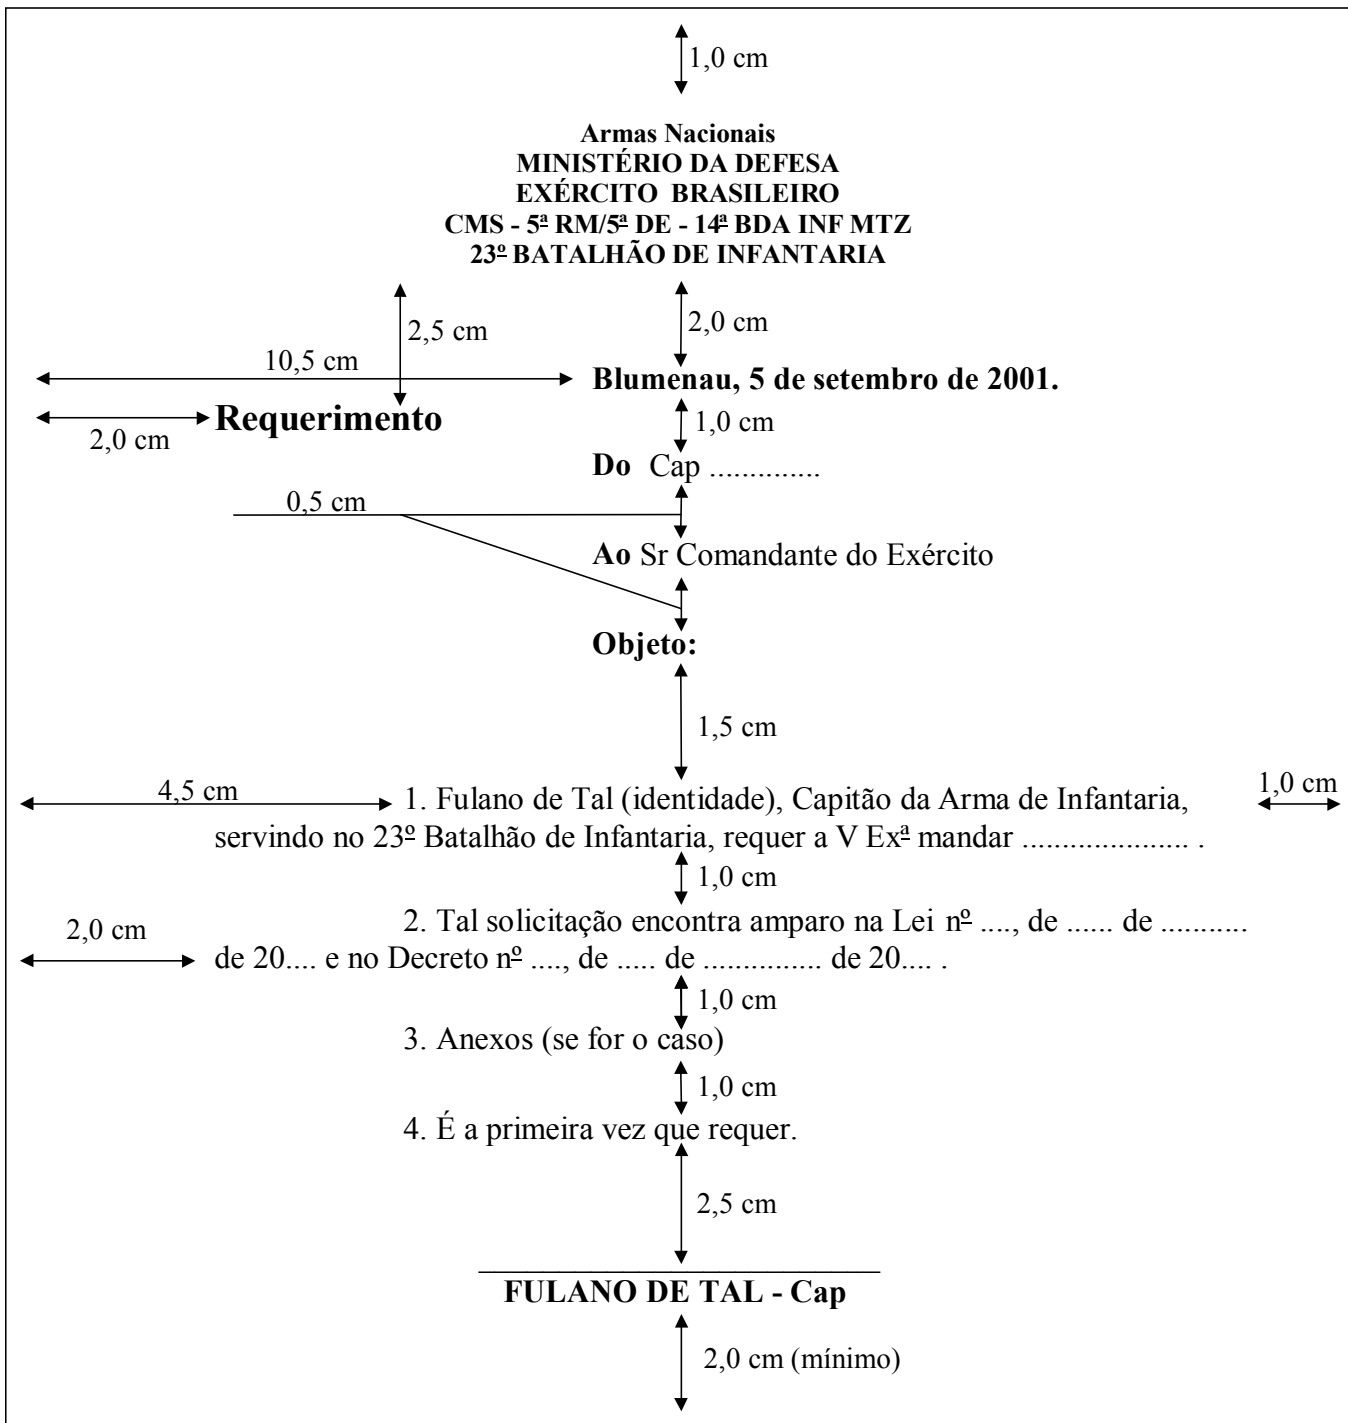 1,0 cm
Armas Nacionais
MINISTÉRIO DA DEFESA
EXÉRCITO BRASILEIRO
CMS - 5ª RM/5ª DE - 14ª BDA INF MTZ
23º BATALHÃO DE INFANTARIA
2,5 cm
2,0 cm
10,5 cm
Blumenau, 5 de setembro de 2001.
2,0 cm
Requerimento
1,0 cm
Do Cap ..............
0,5 cm
Ao Sr Comandante do Exército
Objeto:
1,5 cm
4,5 cm
1. Fulano de Tal (identidade), Capitão da Arma de Infantaria,
1,0 cm
servindo no 23º Batalhão de Infantaria, requer a V Exª mandar ..................... .
1,0 cm
2,0 cm
2. Tal solicitação encontra amparo na Lei nº ...., de ...... de ...........
de 20.... e no Decreto nº ...., de ..... de ............... de 20.... .
1,0 cm
3. Anexos (se for o caso)
1,0 cm
4. É a primeira vez que requer.
2,5 cm
FULANO DE TAL - Cap
2,0 cm (mínimo)